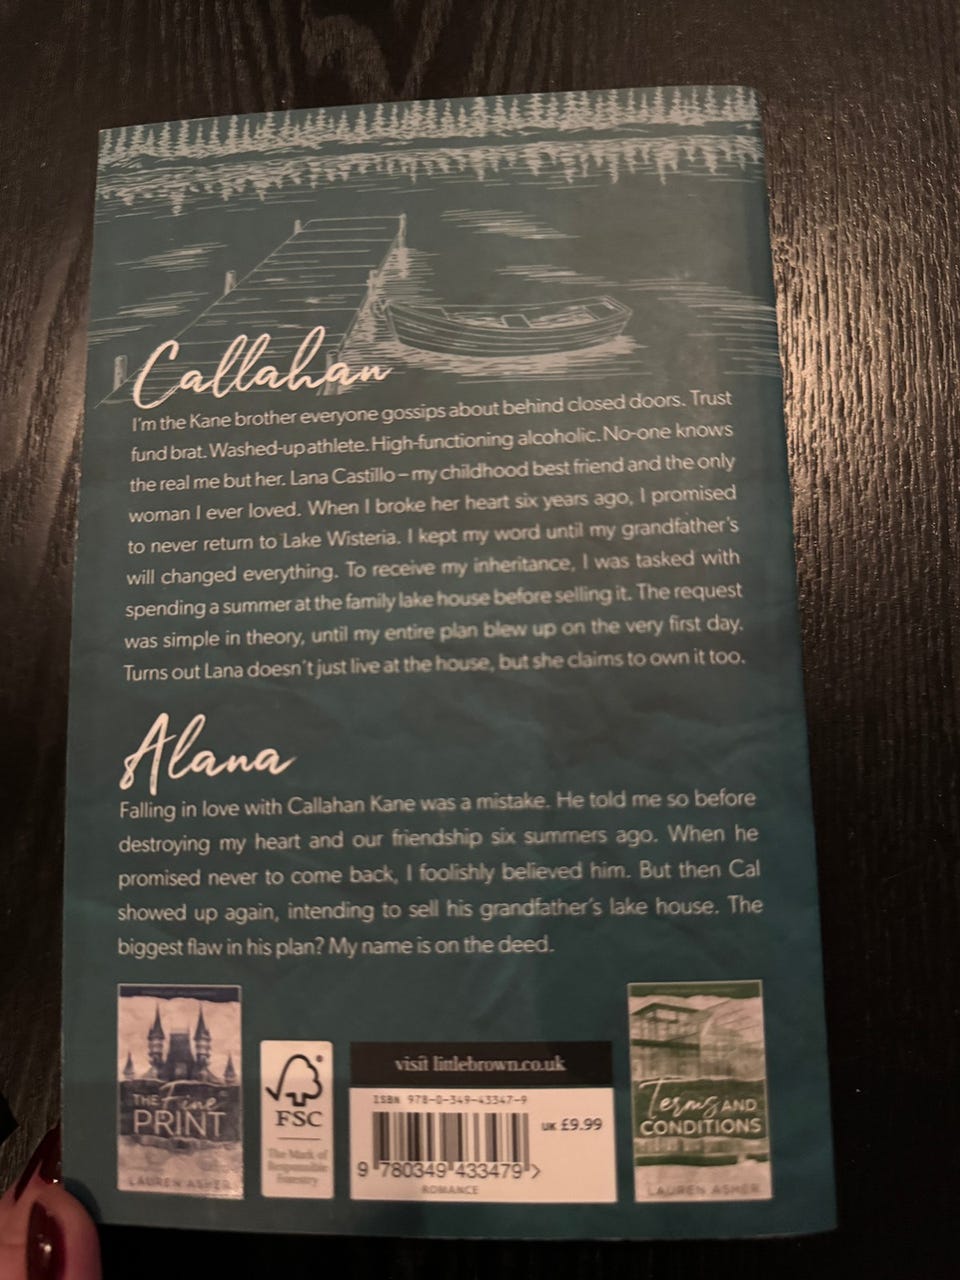 Callahan
I'm the Kane brother everyone gossips about behind closed doors. Trust
fund brat. Washed-up athlete. High-functioning alcoholic. No-one knows
the real me but her. Lana Castillo – my childhood best friend and the only
woman I ever loved. When I broke her heart six years ago, I promised
to never return to Lake Wisteria. I kept my word until my grandfather's
will changed everything. To receive my inheritance, I was tasked with
spending a summer at the family lake house before selling it. The request
was simple in theory, until my entire plan blew up on the very first day.
Turns out Lana doesn't just live at the house, but she claims to own it too.
Alana
Falling in love with Callahan Kane was a mistake. He told me so before
destroying my heart and our friendship six summers ago. When he
promised never to come back, I foolishly believed him. But then Cal
showed up again, intending to sell his grandfather's lake house. The
biggest flaw in his plan? My name is on the deed.
THE Fine
PRINT
LAUREN ASHER
FSC
The Mark of
Responsible
Forestry
visit littlebrown.co.uk
ISBN 978-0-349-43347-9
UK £9.99
9 780349 433479 >
ROMANCE
Terms AND
CONDITIONS
LAUREN ASHER